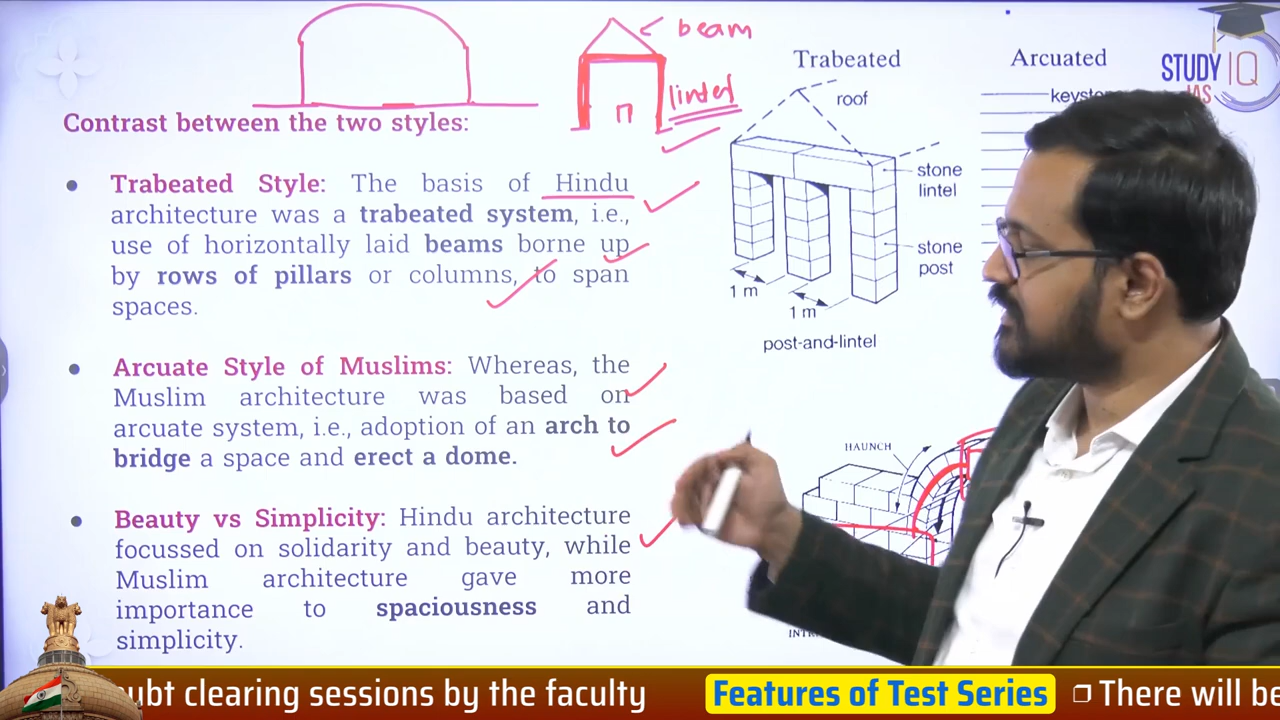 beam
lintel
Trabeated
Arcuated
STUDY IQ
IAS
roof
Contrast between the two styles:
• Trabeated Style: The basis of Hindu
architecture was a trabeated system, i.e.,
use of horizontally laid beams borne up
by rows of pillars or columns, to span
spaces.
stone
lintel
stone
post
1 m
1 m
post-and-lintel
• Arcuate Style of Muslims: Whereas, the
Muslim architecture was based on
arcuate system, i.e., adoption of an arch to
bridge a space and erect a dome.
HAUNCH
• Beauty vs Simplicity: Hindu architecture
focussed on solidarity and beauty, while
Muslim architecture gave more
importance to spaciousness and
simplicity.
clearing sessions by the faculty
Features of Test Series
❐ There will be